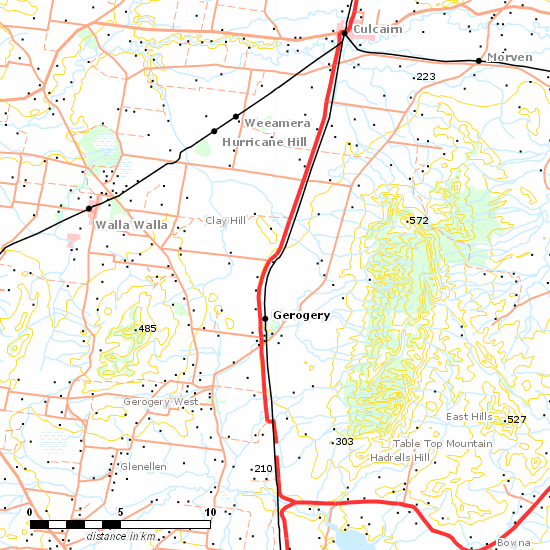 Culcairn
Morven
.223
Weeamera
Hurricane Hill
.572
Clay Hill
Walla Walla
Gerogery
.485
Gerogery West
East Hills
.527
.303
Table Top Mountain
Hadrells Hill
Glenellen
.210
0 5 10
distance in km
Bowna